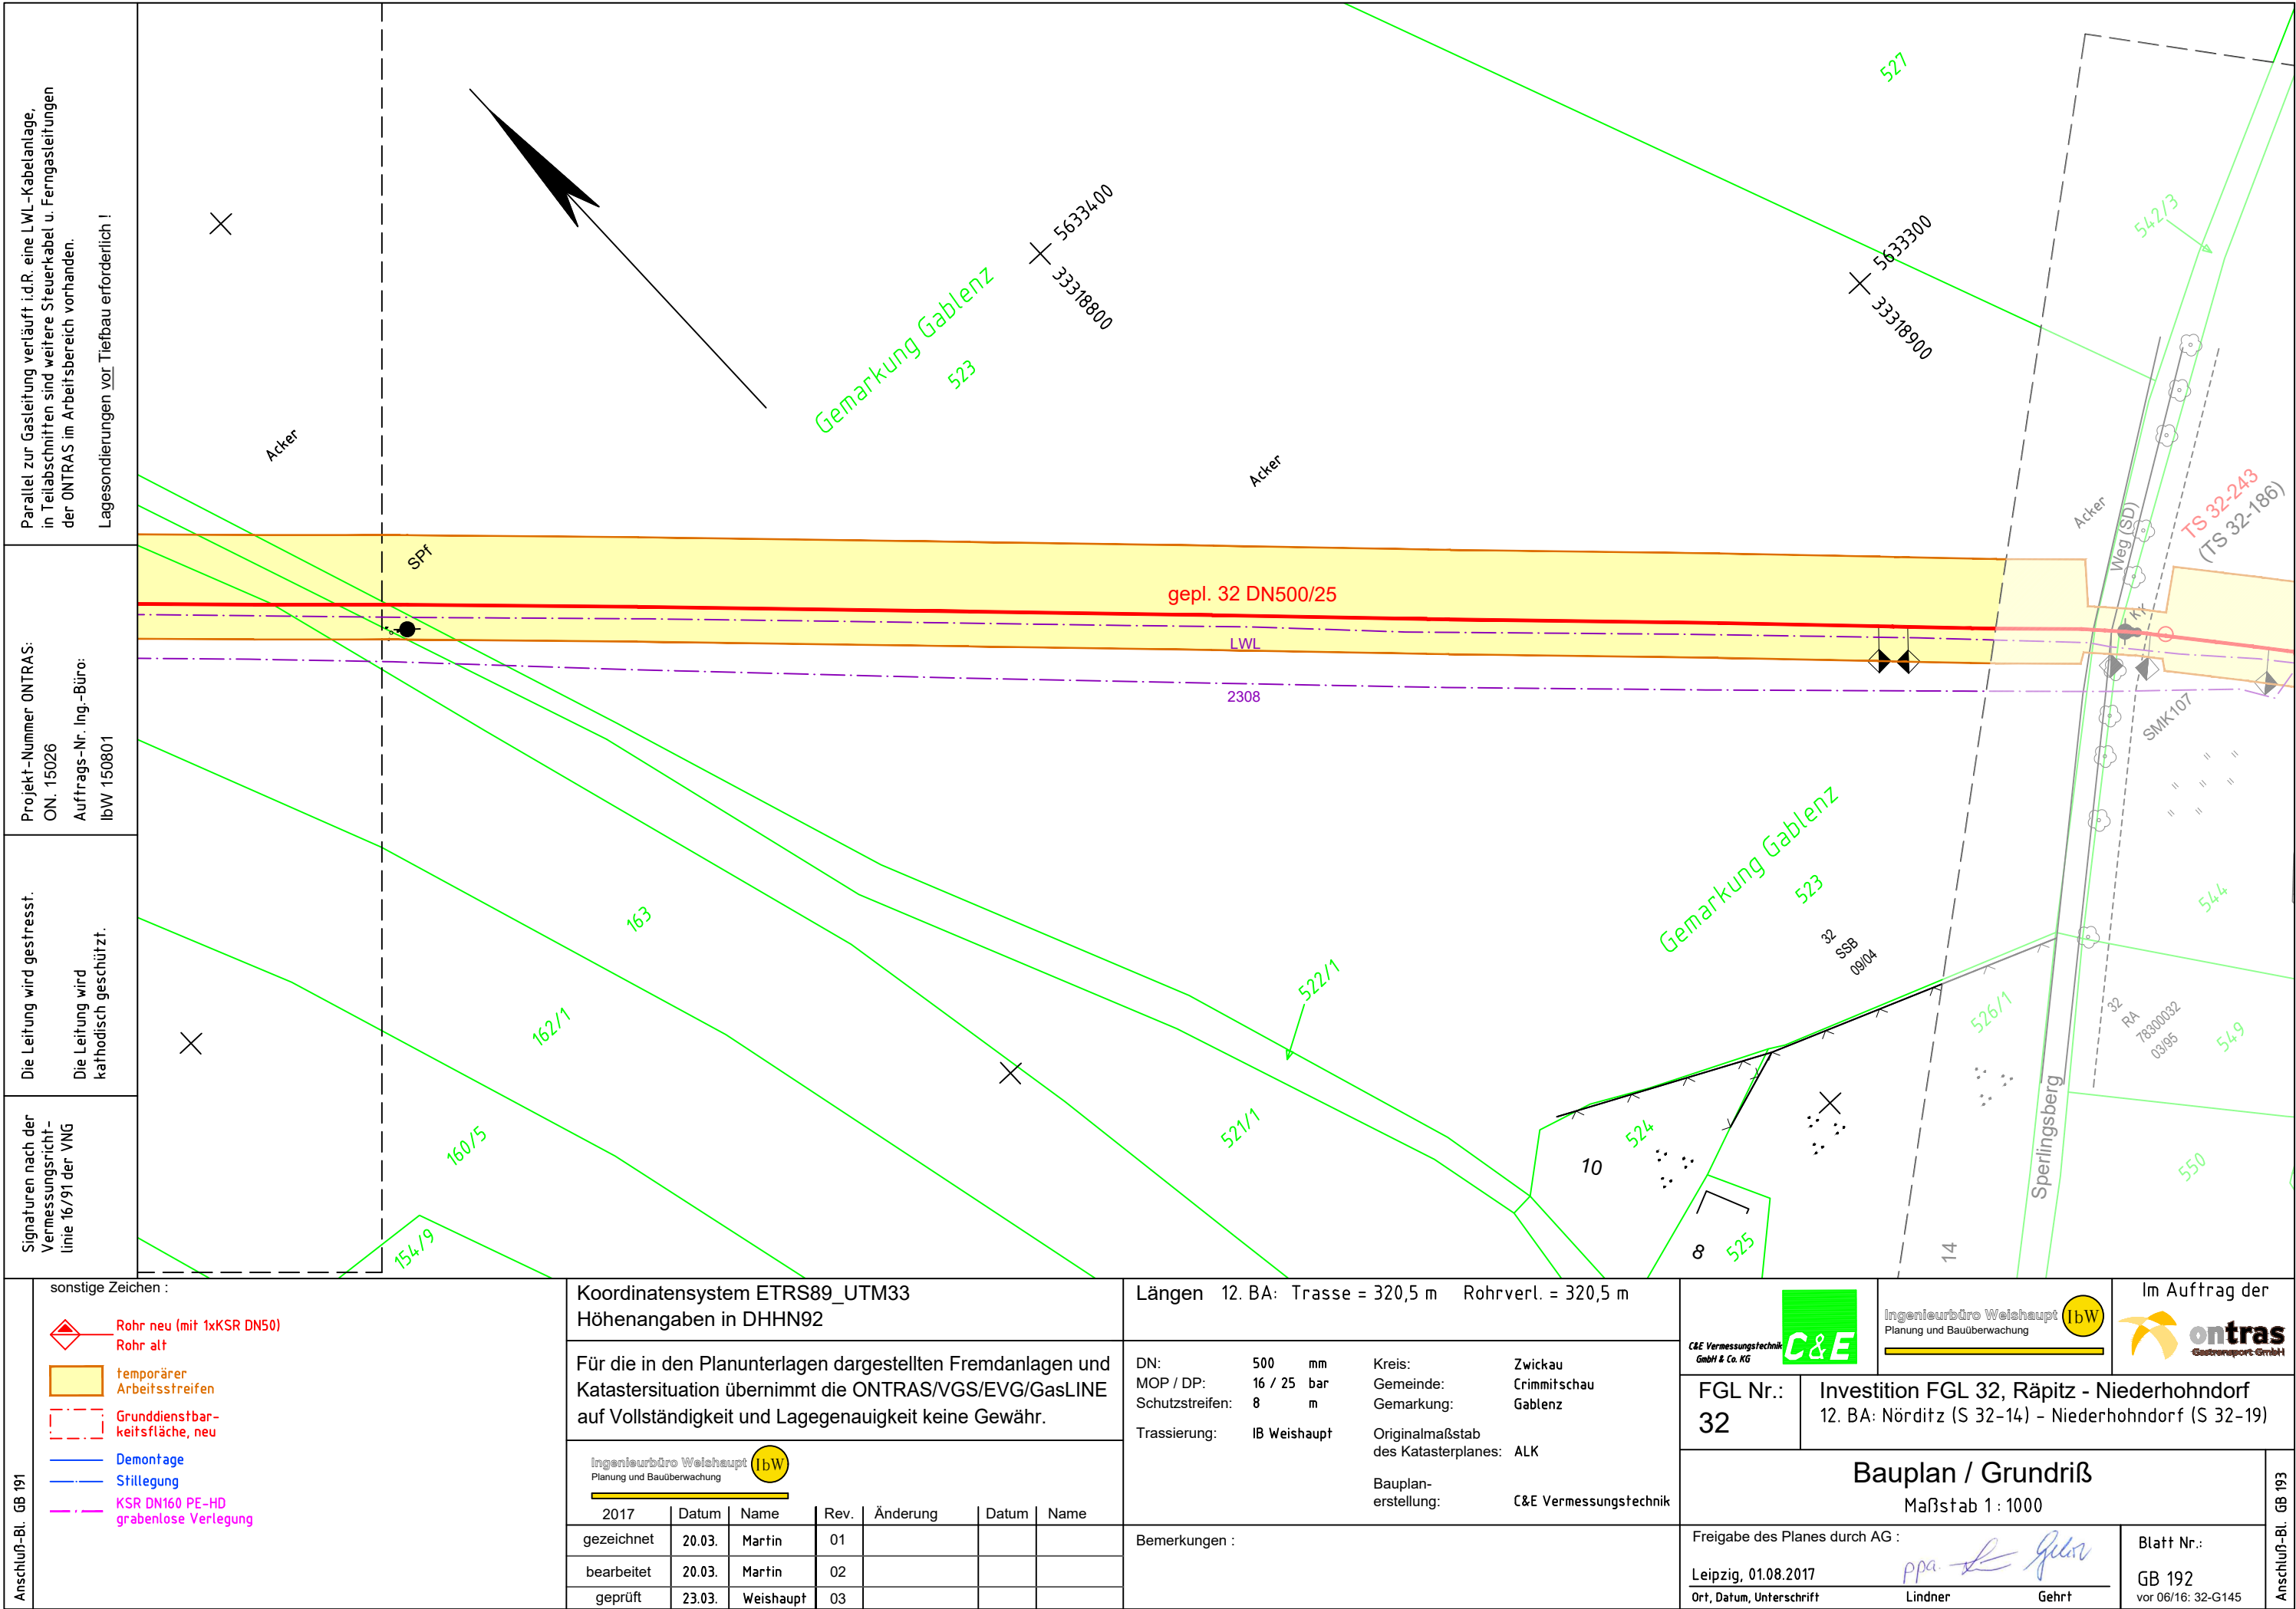 Parallel zur Gasleitung verläuft i.d.R. eine LWL-Kabelanlage,
in Teilabschnitten sind weitere Steuerkabel u. Ferngasleitungen
der ONTRAS im Arbeitsbereich vorhanden.
Lagesondierungen vor Tiefbau erforderlich !
Projekt-Nummer ONTRAS:
ON. 15026
Auftrags-Nr. Ing.-Büro:
IbW 150801
Die Leitung wird gestresst.
Die Leitung wird
kathodisch geschützt.
Signaturen nach der
Vermessungsricht-
linie 16/91 der VNG
527
542/3
5633400
33318800
5633300
33318900
Gemarkung Gablenz
523
Acker
Acker
Acker
Weg (SD)
TS 32-243
(TS 32-186)
SPf
gepl. 32 DN500/25
LWL
2308
KK
SMK107
Gemarkung Gablenz
523
32
SSB
09/04
544
163
162/1
160/5
154/9
522/1
521/1
524
10
8
525
526/1
32
RA
78300032
03/95
549
550
Sperlingsberg
14
Anschluß-Bl. GB 191
sonstige Zeichen :
Rohr neu (mit 1xKSR DN50)
Rohr alt
temporärer
Arbeitsstreifen
Grunddienstbar-
keitsfläche, neu
Demontage
Stillegung
KSR DN160 PE-HD
grabenlose Verlegung
Koordinatensystem ETRS89_UTM33
Höhenangaben in DHHN92
Für die in den Planunterlagen dargestellten Fremdanlagen und
Katastersituation übernimmt die ONTRAS/VGS/EVG/GasLINE
auf Vollständigkeit und Lagegenauigkeit keine Gewähr.
Ingenieurbüro Weishaupt IbW
Planung und Bauüberwachung
2017 Datum Name Rev. Änderung Datum Name
gezeichnet 20.03. Martin 01
bearbeitet 20.03. Martin 02
geprüft 23.03. Weishaupt 03
Längen 12. BA: Trasse = 320,5 m Rohrverl. = 320,5 m
DN: 500 mm Kreis: Zwickau
MOP / DP: 16 / 25 bar Gemeinde: Crimmitschau
Schutzstreifen: 8 m Gemarkung: Gablenz
Trassierung: IB Weishaupt Originalmaßstab
des Katasterplanes: ALK
Bauplan-
erstellung: C&E Vermessungstechnik
Bemerkungen :
C&E Vermessungstechnik
GmbH & Co. KG
C&E
Ingenieurbüro Weishaupt IbW
Planung und Bauüberwachung
Im Auftrag der
ontras
Gastransport GmbH
FGL Nr.:
32
Investition FGL 32, Räpitz - Niederhohndorf
12. BA: Nörditz (S 32-14) - Niederhohndorf (S 32-19)
Bauplan / Grundriß
Maßstab 1 : 1000
Freigabe des Planes durch AG :
ppa.
Leipzig, 01.08.2017
Ort, Datum, Unterschrift Lindner Gehrt
Blatt Nr.:
GB 192
vor 06/16: 32-G145
Anschluß-Bl. GB 193